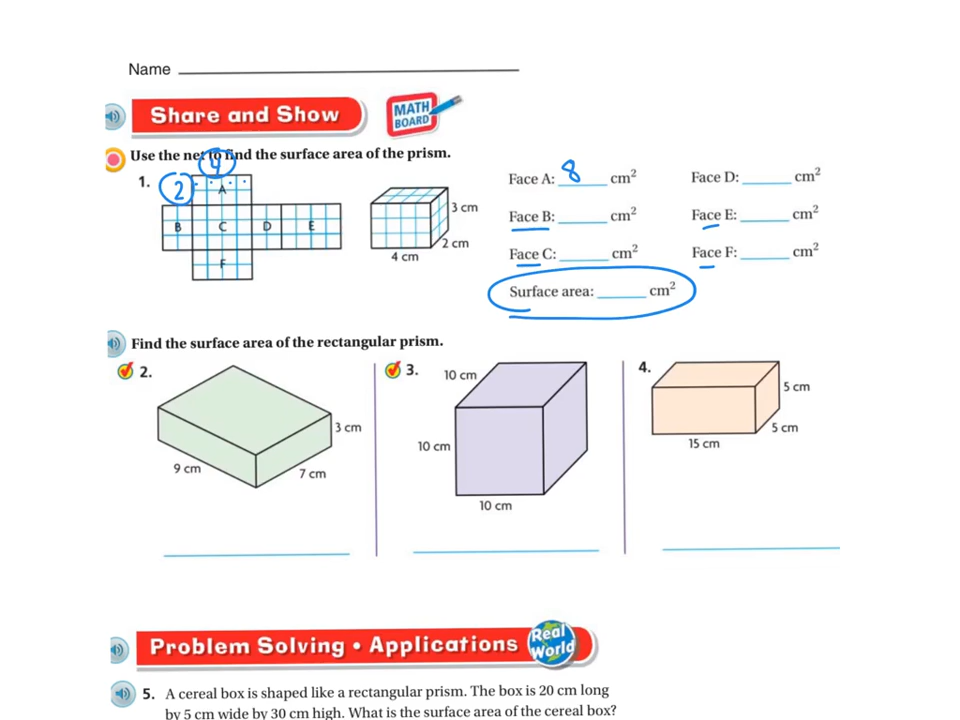 Name
Share and Show
MATH
BOARD
Use the net to find the surface area of the prism.
4
1.
2
A
B C D E
F
3 cm
2 cm
4 cm
Face A: 8 cm²
Face D: cm²
Face B: cm²
Face E: cm²
Face C: cm²
Face F: cm²
Surface area: cm²
Find the surface area of the rectangular prism.
2.
3 cm
9 cm
7 cm
3.
10 cm
10 cm
10 cm
4.
5 cm
5 cm
15 cm
Problem Solving • Applications
Real
World
5. A cereal box is shaped like a rectangular prism. The box is 20 cm long
by 5 cm wide by 30 cm high. What is the surface area of the cereal box?